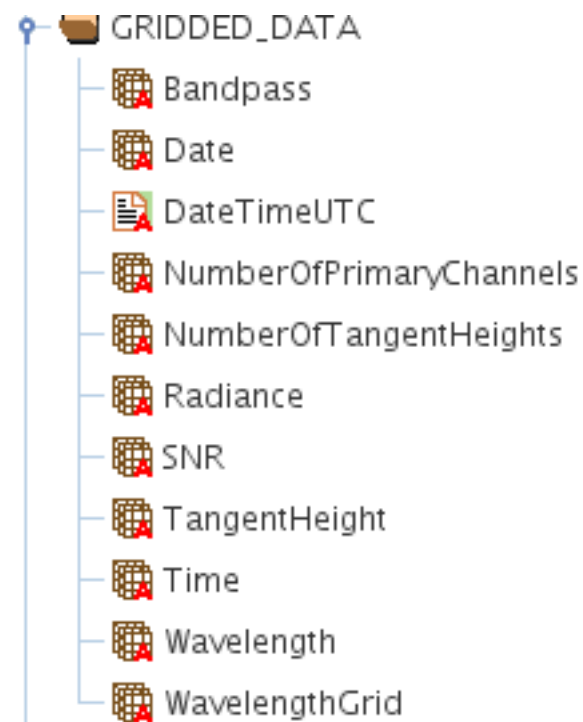 GRIDDED_DATA
Bandpass
Date
DateTimeUTC
NumberOfPrimaryChannels
NumberOfTangentHeights
Radiance
SNR
TangentHeight
Time
Wavelength
WavelengthGrid